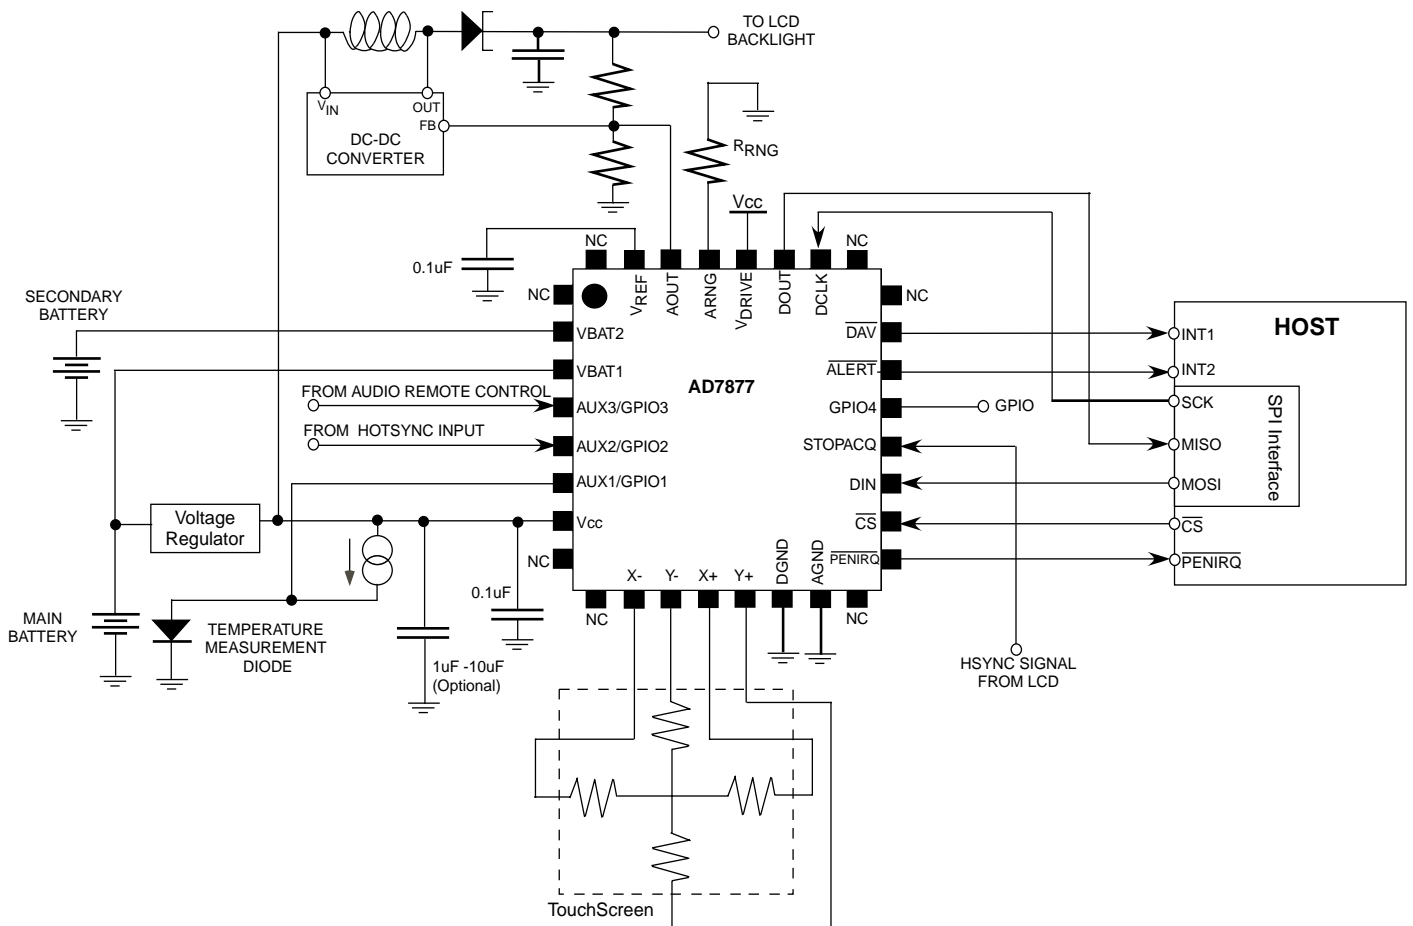 TO LCD
BACKLIGHT
VIN
OUT
FB
DC-DC
CONVERTER
RRNG
Vcc
NC
NC
0.1uF
VREF
AOUT
ARNG
VDRIVE
DOUT
DCLK
NC
NC
SECONDARY
BATTERY
VBAT2
DAV
INT1
HOST
VBAT1
AD7877
ALERT
INT2
FROM AUDIO REMOTE CONTROL
AUX3/GPIO3
GPIO4
GPIO
SCK
FROM HOTSYNC INPUT
AUX2/GPIO2
STOPACQ
MISO
SPI Interface
AUX1/GPIO1
DIN
MOSI
Voltage
Regulator
Vcc
CS
CS
NC
PENIRQ
PENIRQ
X-
Y-
X+
Y+
DGND
AGND
0.1uF
NC
NC
MAIN
BATTERY
TEMPERATURE
MEASUREMENT
DIODE
1uF -10uF
(Optional)
HSYNC SIGNAL
FROM LCD
TouchScreen